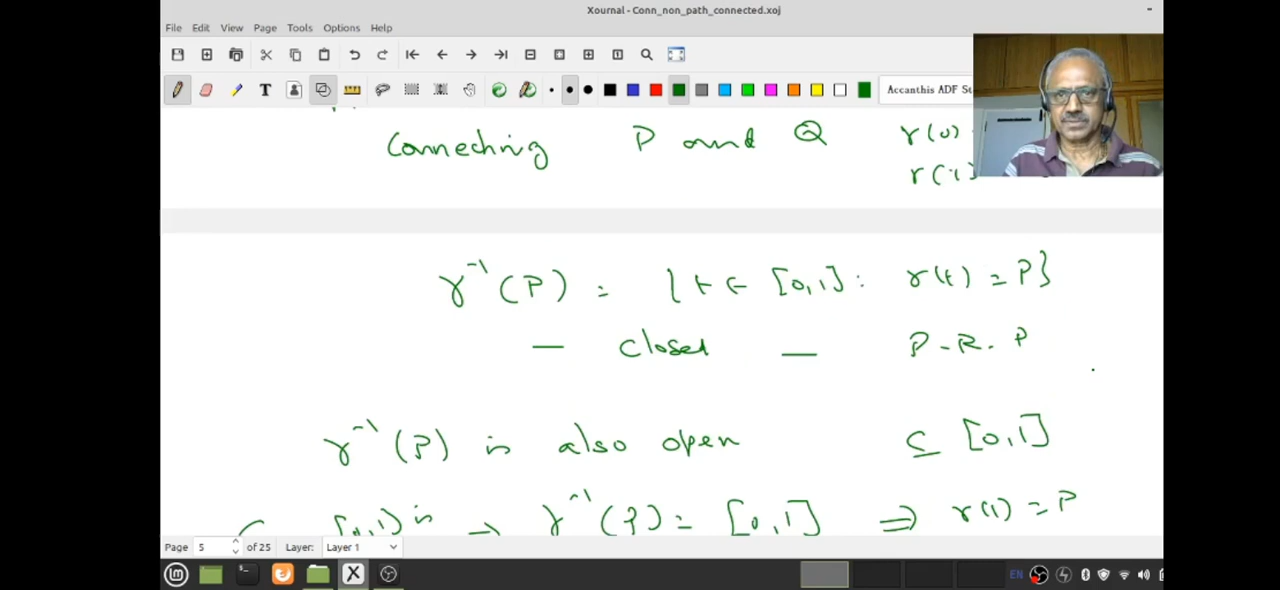 Xournal - Conn_non_path_connected.xoj
File Edit View Page Tools Options Help
Accanthis ADF St
Connecting P and Q γ(0)
γ(1)
γ⁻¹(P) = {t ∈ [0,1] : γ(t) = P}
— closed — P.R.P
γ⁻¹(P) is also open ⊆ [0,1]
[0,1] is → γ⁻¹(P) = [0,1] ⇒ γ(1) = P
Page 5 of 25 Layer: Layer 1
EN